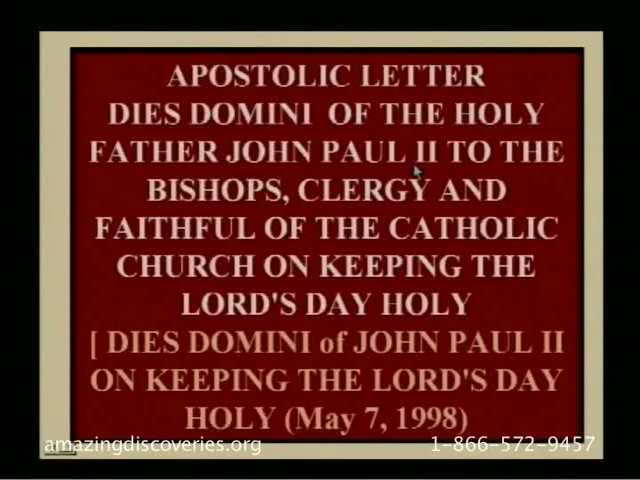 APOSTOLIC LETTER
DIES DOMINI OF THE HOLY
FATHER JOHN PAUL II TO THE
BISHOPS, CLERGY AND
FAITHFUL OF THE CATHOLIC
CHURCH ON KEEPING THE
LORD'S DAY HOLY
[ DIES DOMINI of JOHN PAUL II
ON KEEPING THE LORD'S DAY
HOLY (May 7, 1998)
amazingdiscoveries.org 1-866-572-9457